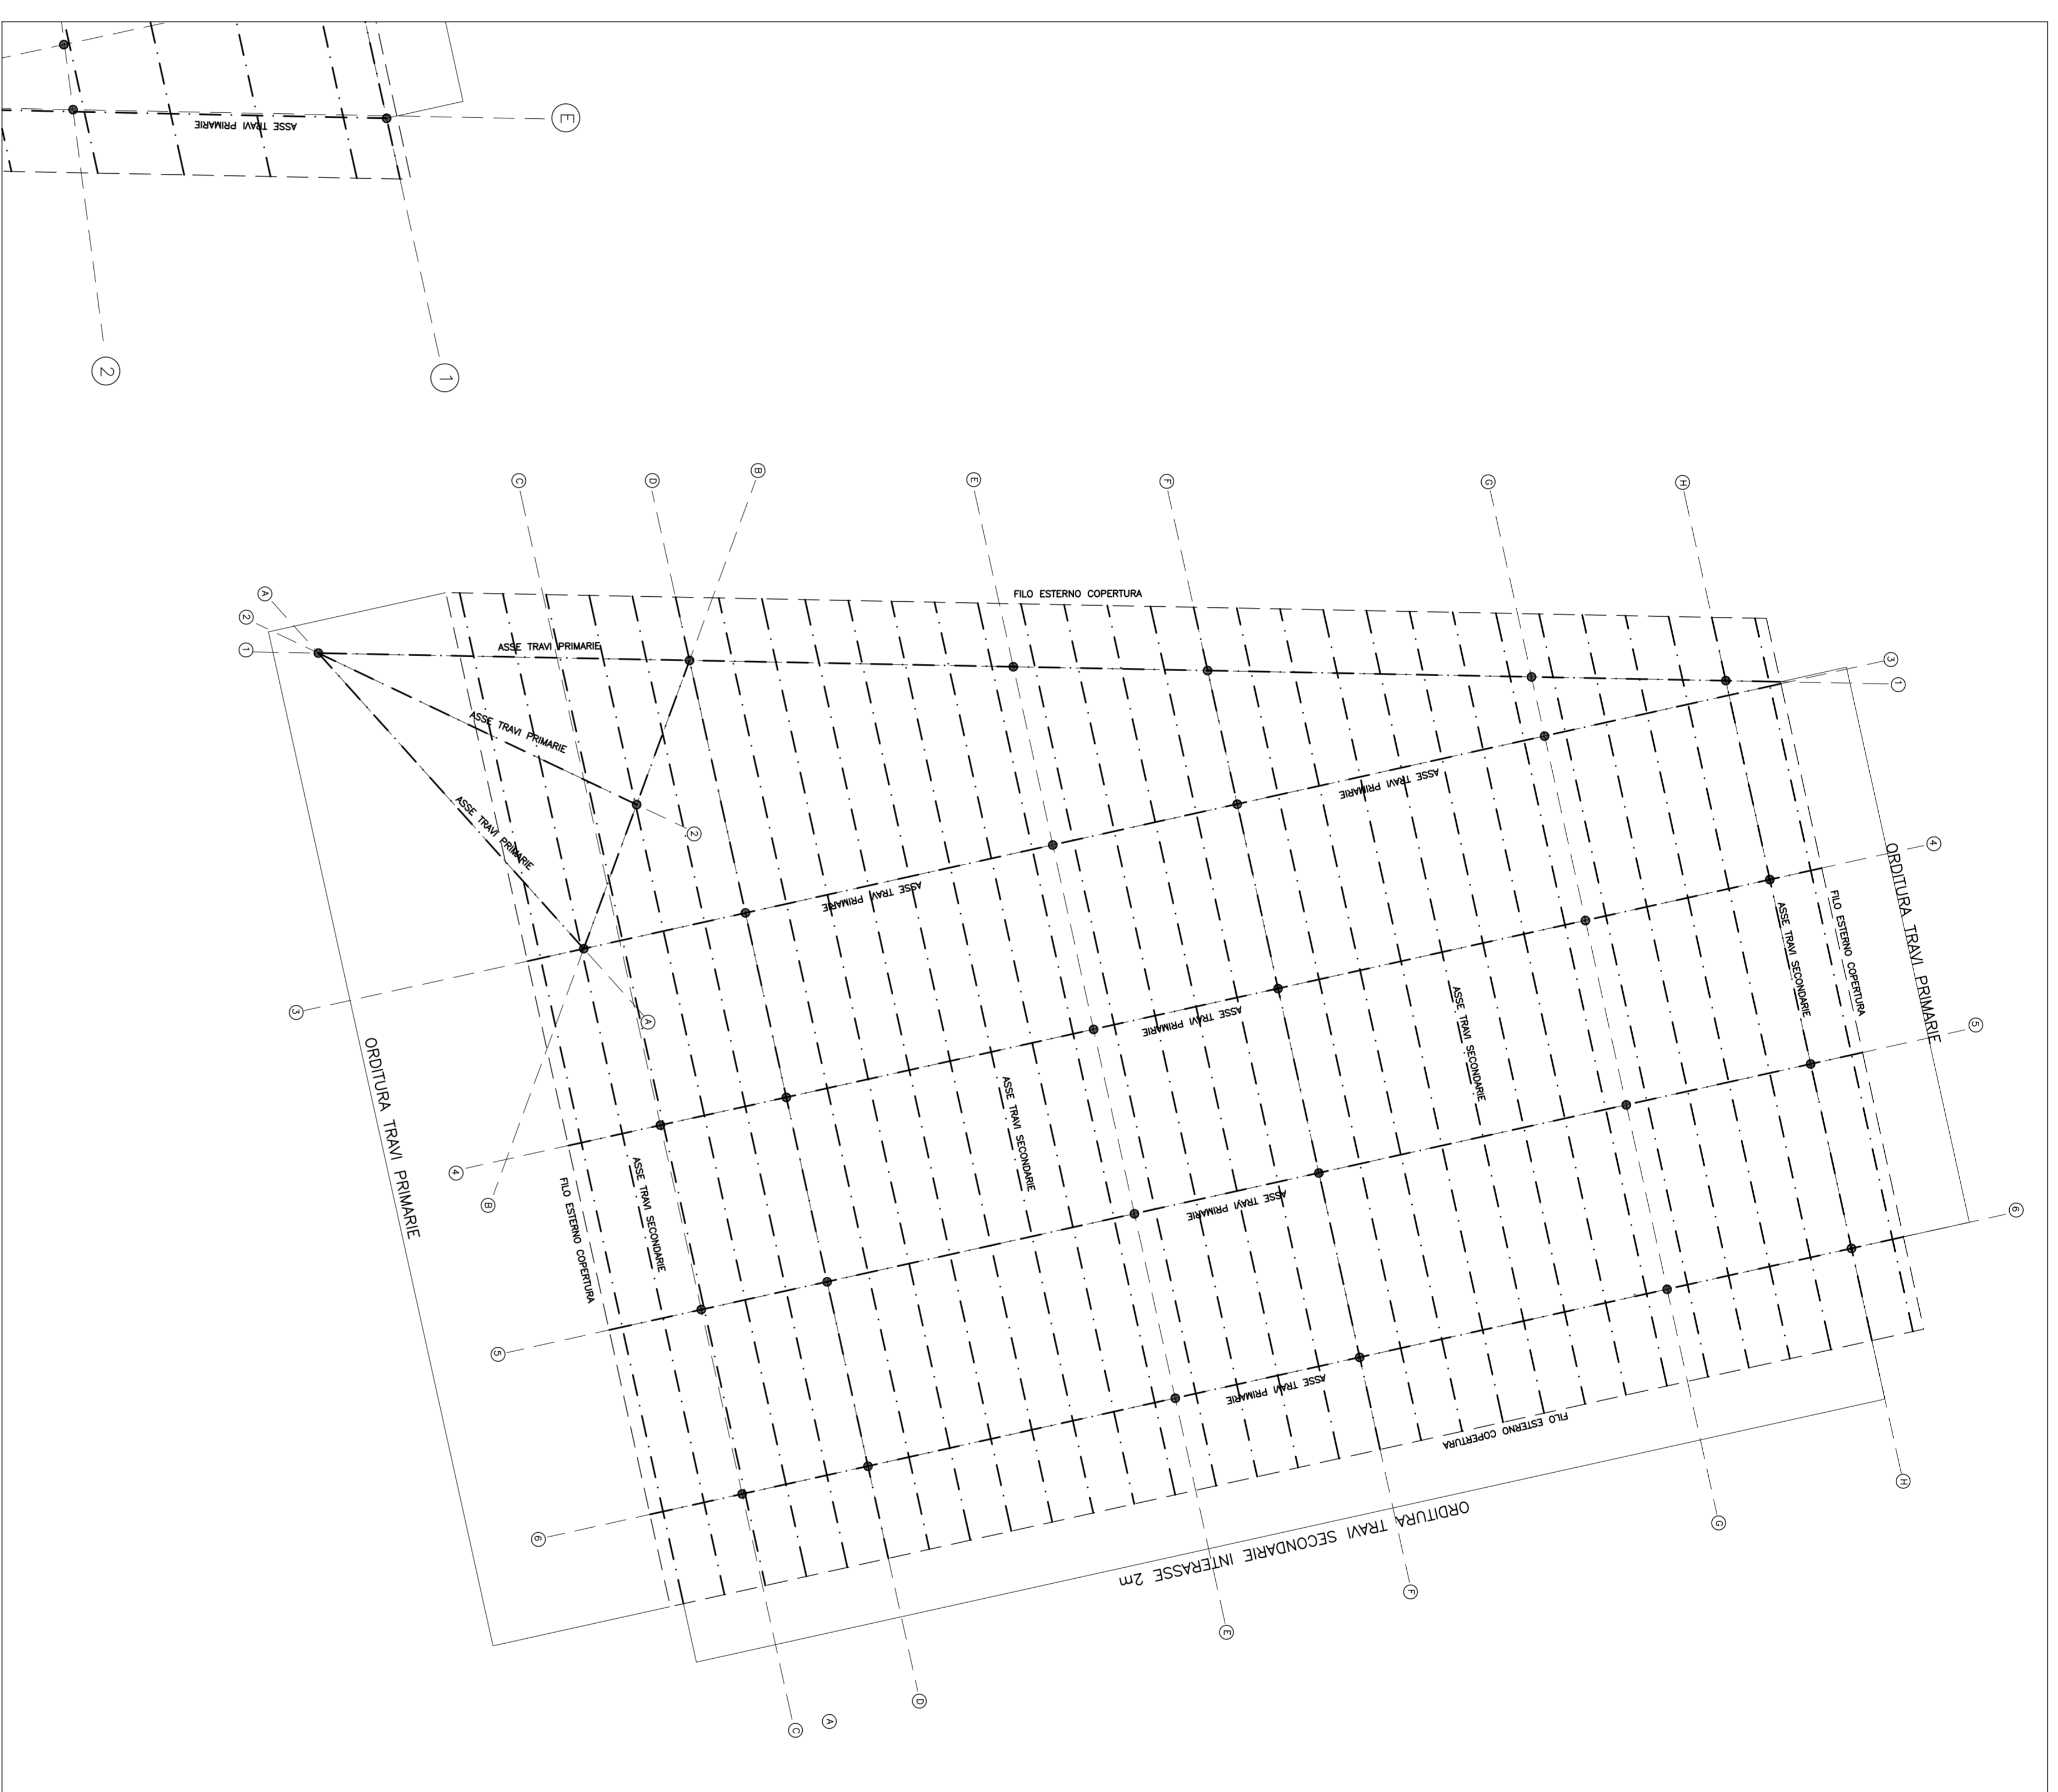 E
ASSE TRAVI PRIMARIE
2
1
B
C
D
E
F
G
H
A
2
1
FILO ESTERNO COPERTURA
ASSE TRAVI PRIMARIE
3
1
ASSE TRAVI PRIMARIE
ASSE TRAVI PRIMARIE
2
ASSE TRAVI PRIMARIE
ASSE TRAVI PRIMARIE
4
ORDITURA TRAVI PRIMARIE
FILO ESTERNO COPERTURA
ASSE TRAVI SECONDARIE
ASSE TRAVI SECONDARIE
3
A
ASSE TRAVI PRIMARIE
5
ORDITURA TRAVI PRIMARIE
ASSE TRAVI SECONDARIE
4
B
ASSE TRAVI SECONDARIE
FILO ESTERNO COPERTURA
ASSE TRAVI PRIMARIE
6
5
ASSE TRAVI PRIMARIE
FILO ESTERNO COPERTURA
H
6
ORDITURA TRAVI SECONDARIE INTERASSE 2m
G
F
E
D
A
C